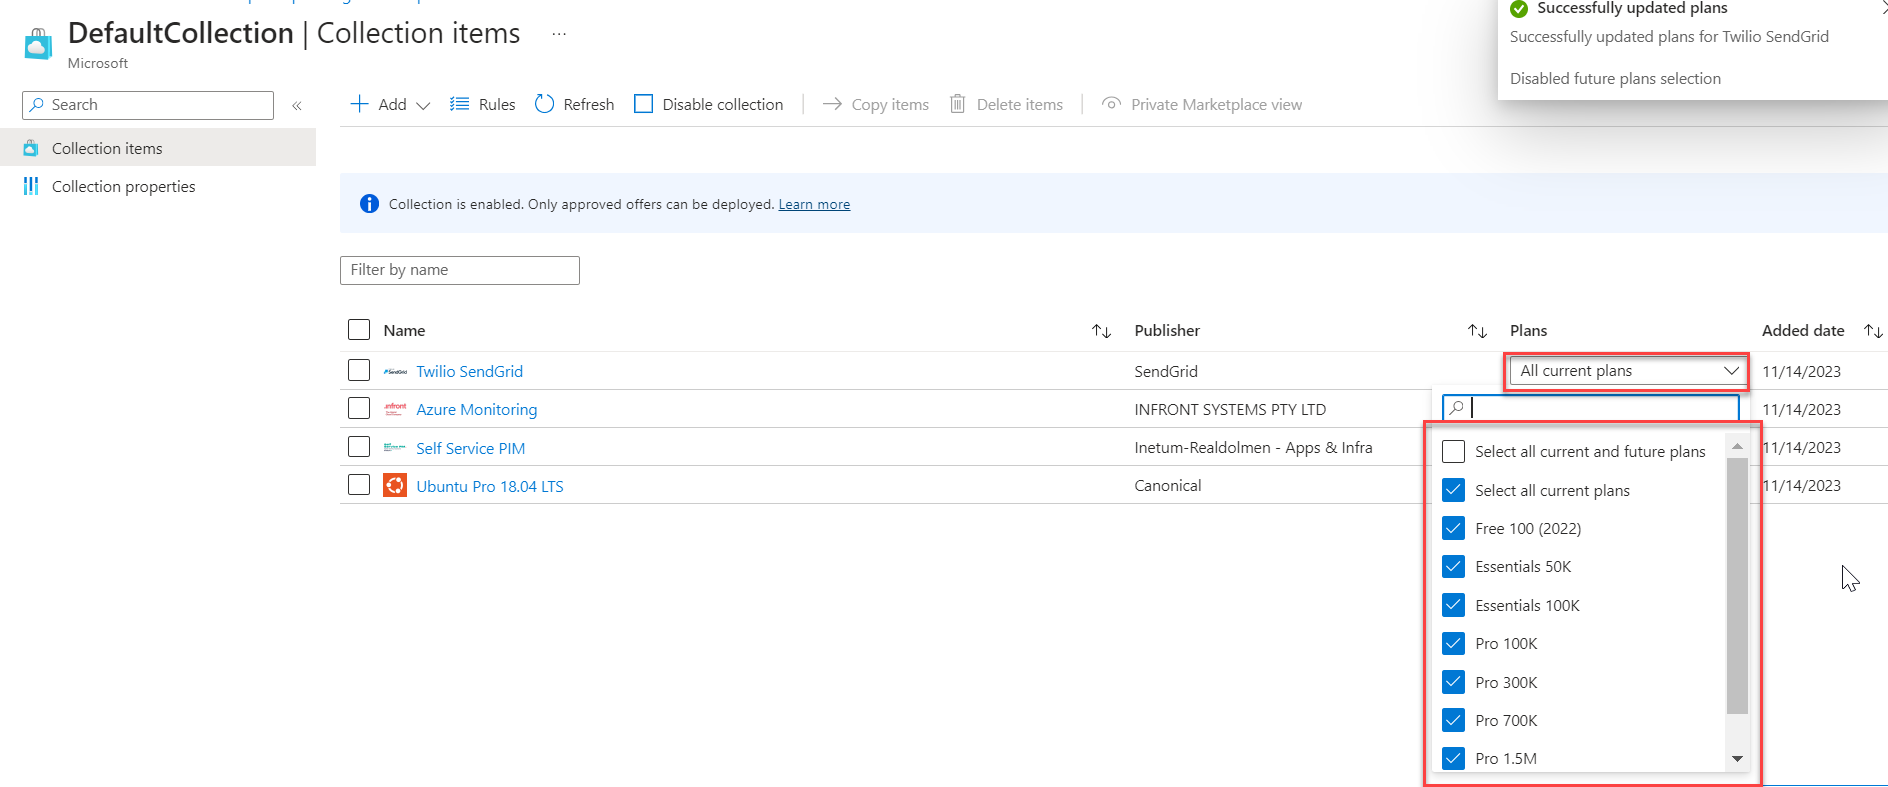 DefaultCollection | Collection items ...
Microsoft
Successfully updated plans
Successfully updated plans for Twilio SendGrid
Disabled future plans selection
Search
«
Add
Rules
Refresh
Disable collection
Copy items
Delete items
Private Marketplace view
Collection items
Collection properties
Collection is enabled. Only approved offers can be deployed. Learn more
Filter by name
Name Publisher Plans Added date
Twilio SendGrid SendGrid All current plans 11/14/2023
Azure Monitoring INFRONT SYSTEMS PTY LTD 11/14/2023
Self Service PIM Inetum-Realdolmen - Apps & Infra 11/14/2023
Ubuntu Pro 18.04 LTS Canonical 11/14/2023
Select all current and future plans
Select all current plans
Free 100 (2022)
Essentials 50K
Essentials 100K
Pro 100K
Pro 300K
Pro 700K
Pro 1.5M